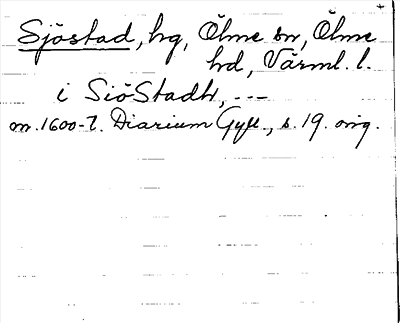 Sjöstad, hg, Ölme sn, Ölme
hd, Värml. l.
i SiöStadh, ---
m. 1600-t. Diarium Gyll., s. 19. orig.